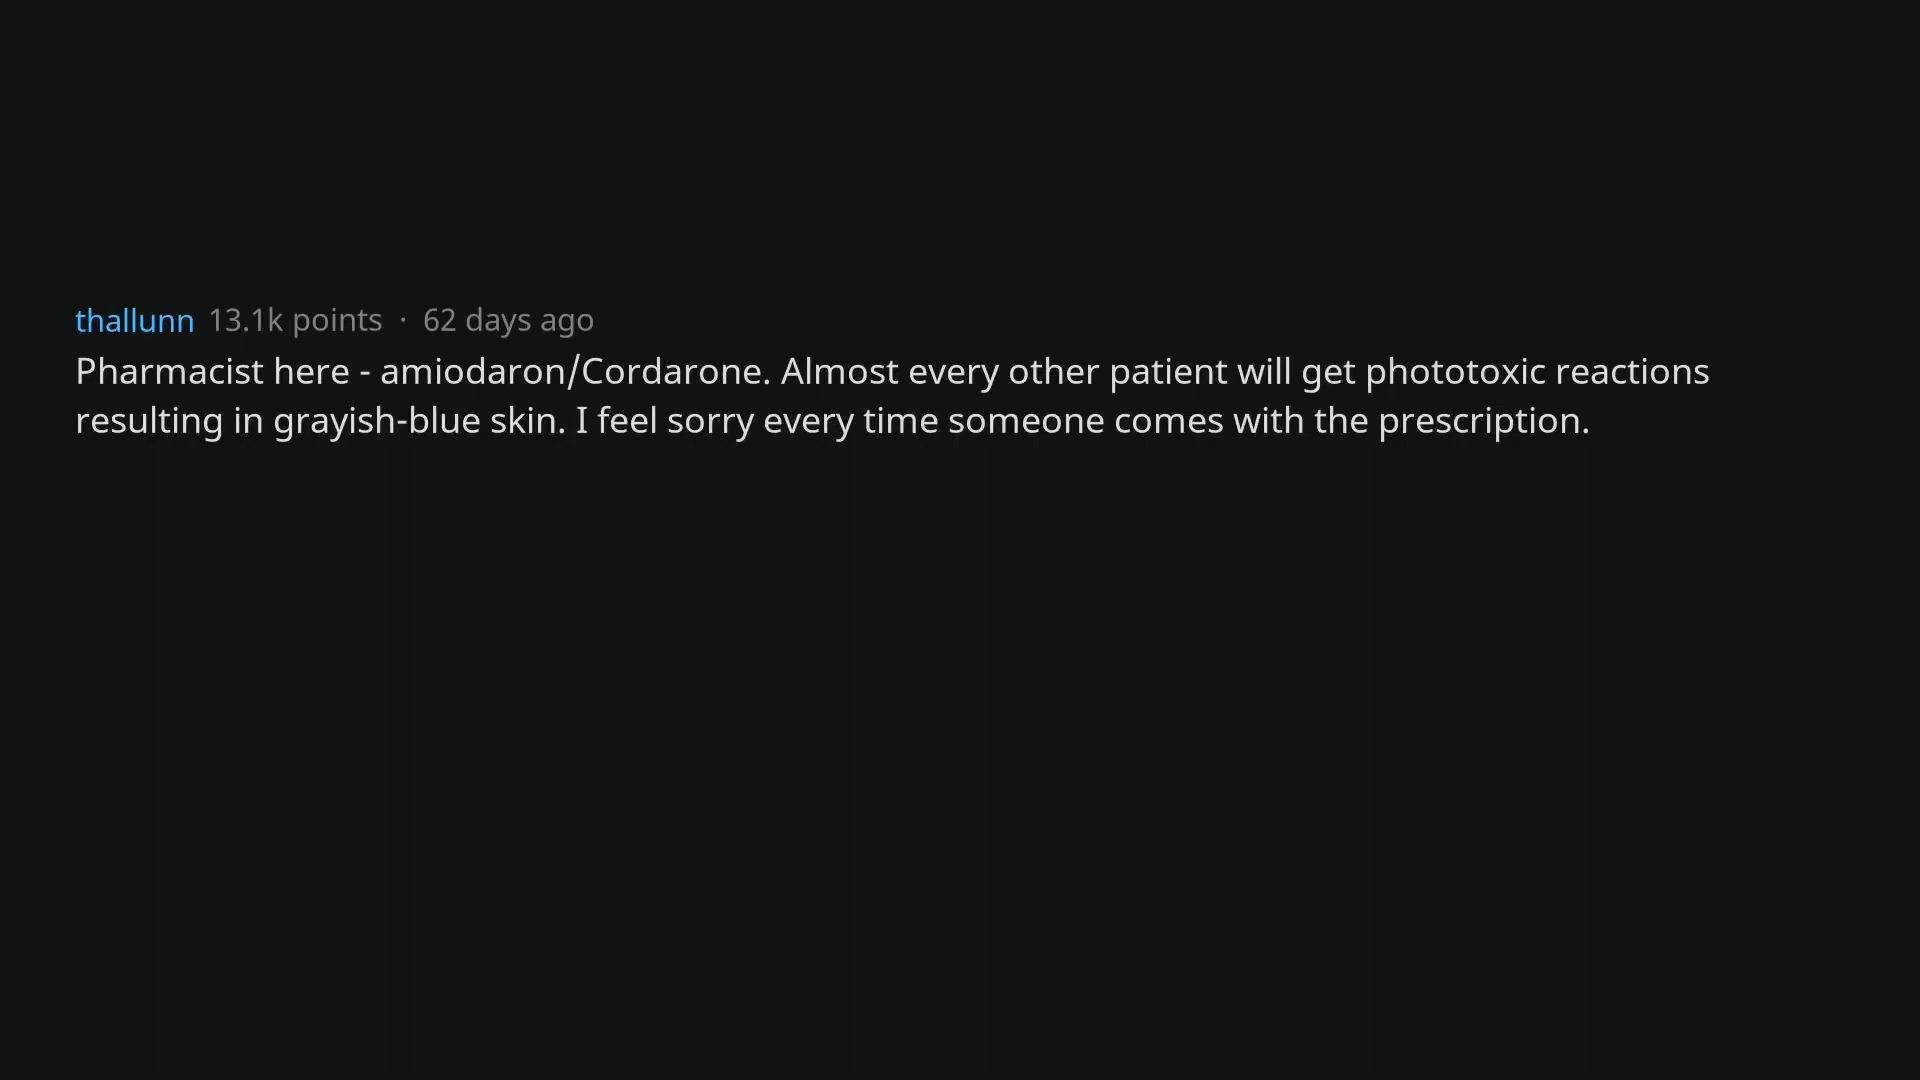 thallunn 13.1k points · 62 days ago
Pharmacist here - amiodaron/Cordarone. Almost every other patient will get phototoxic reactions
resulting in grayish-blue skin. I feel sorry every time someone comes with the prescription.